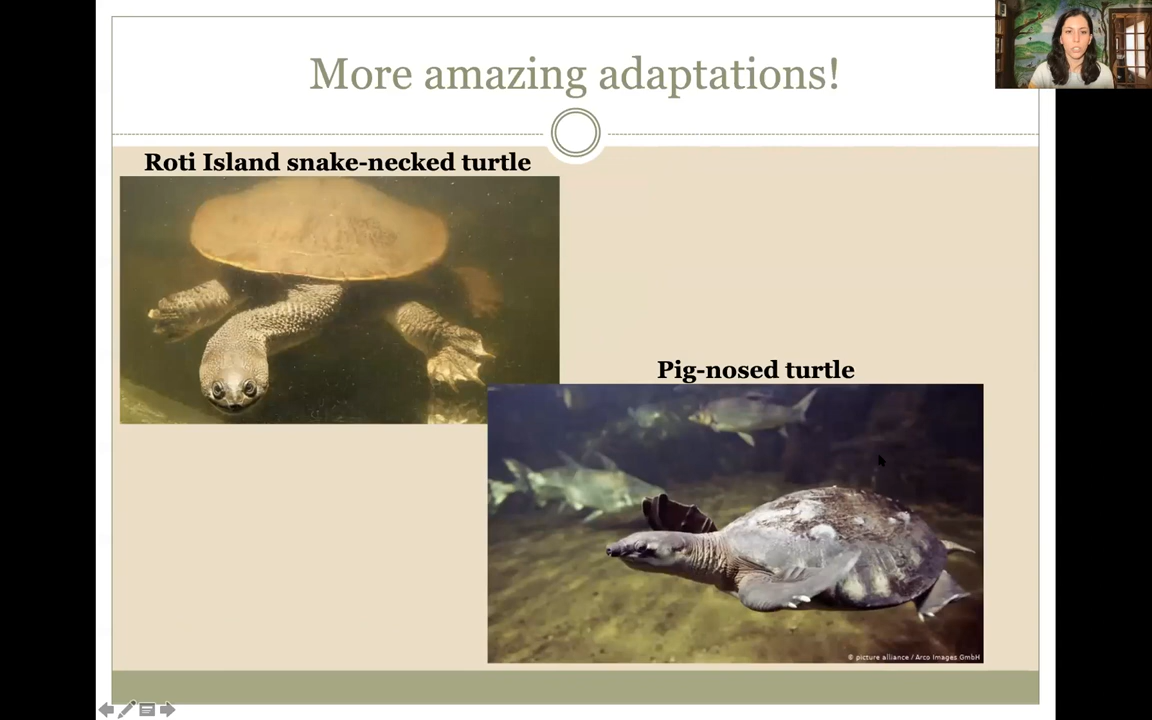 More amazing adaptations!
Roti Island snake-necked turtle
Pig-nosed turtle
© picture alliance / Arco Images GmbH